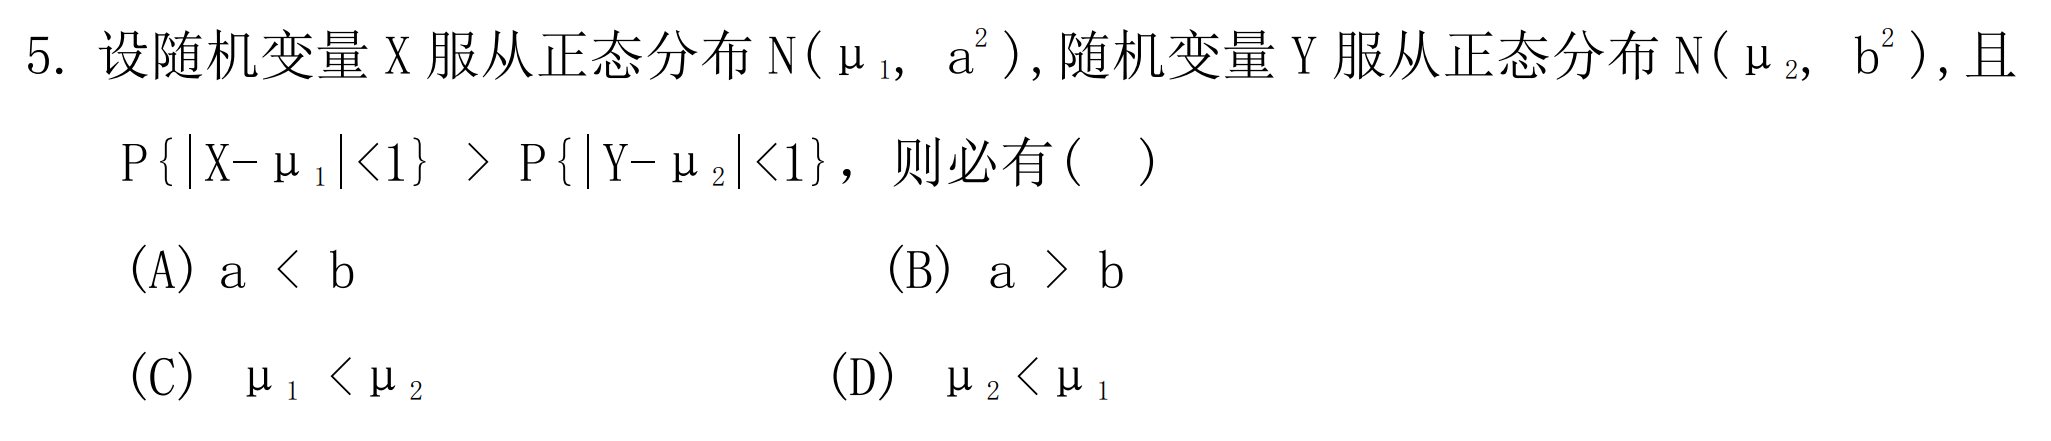 5. 设随机变量 X 服从正态分布 N(μ₁, a²),随机变量 Y 服从正态分布 N(μ₂, b²),且
P{|X-μ₁|<1} > P{|Y-μ₂|<1}，则必有( )
(A) a < b (B) a > b
(C) μ₁ <μ₂ (D) μ₂<μ₁